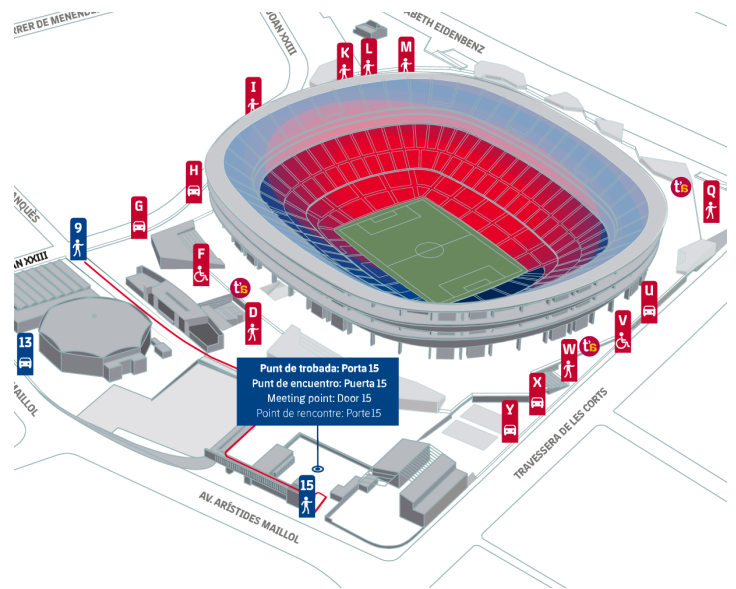 RRER DE MENÉNDE
JOAN XXIII
ABETH EIDENBENZ
K
L
M
I
H
G
Q
t'a
ANQUÈS
9
AN XXIII
F
t'a
D
U
V
t'a
W
X
Y
13
MAILLOL
Punt de trobada: Porta 15
Punt de encuentro: Puerta 15
Meeting point: Door 15
Point de rencontre: Porte 15
15
TRAVESSERA DE LES CORTS
AV. ARÍSTIDES MAILLOL